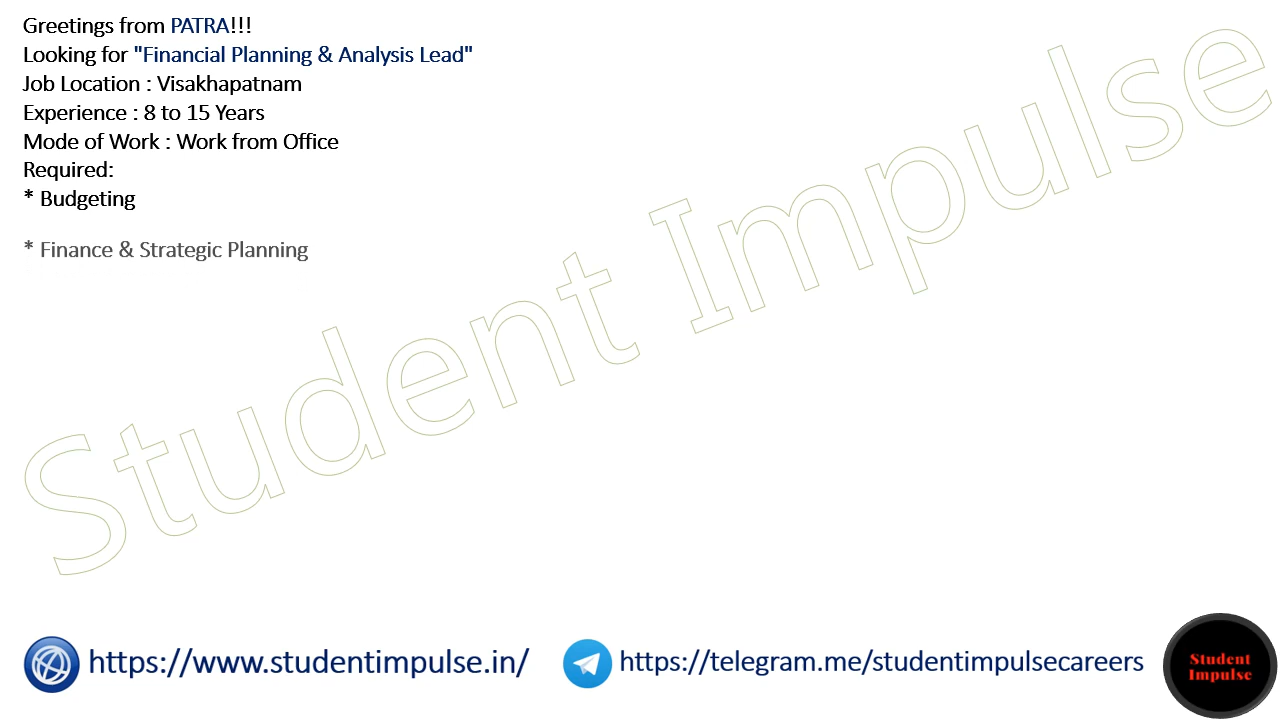 Greetings from PATRA!!!
Looking for "Financial Planning & Analysis Lead"
Job Location : Visakhapatnam
Experience : 8 to 15 Years
Mode of Work : Work from Office
Required:
* Budgeting
* Finance & Strategic Planning
Student Impulse
https://www.studentimpulse.in/
https://telegram.me/studentimpulsecareers
Student
Impulse